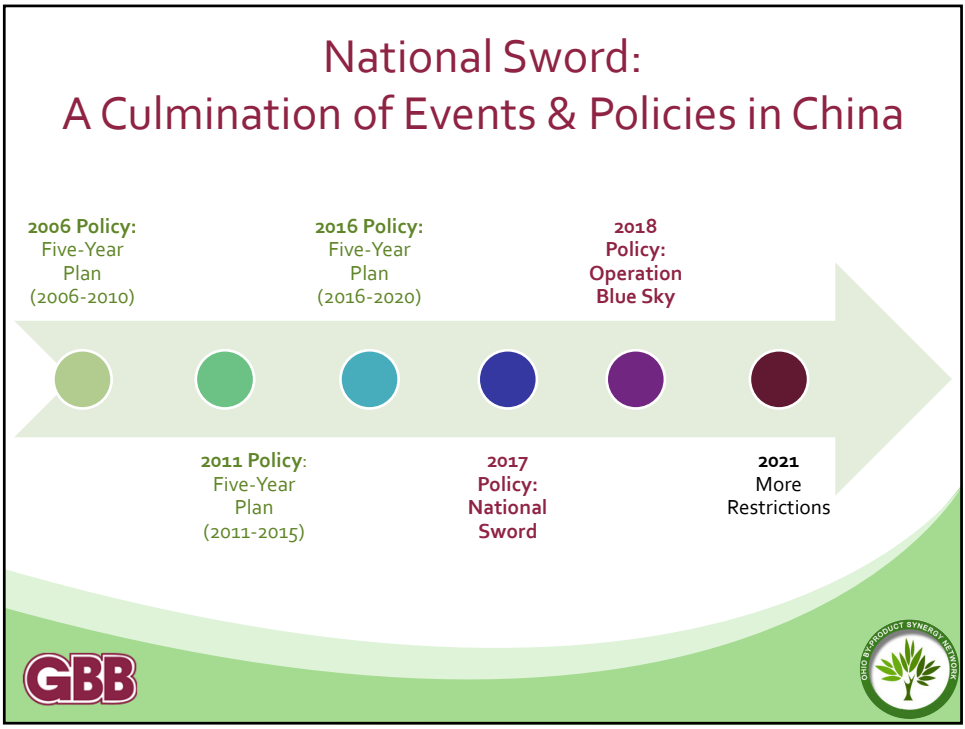 National Sword:
A Culmination of Events & Policies in China
2006 Policy:
Five-Year
Plan
(2006-2010)
2016 Policy:
Five-Year
Plan
(2016-2020)
2018
Policy:
Operation
Blue Sky
2011 Policy:
Five-Year
Plan
(2011-2015)
2017
Policy:
National
Sword
2021
More
Restrictions
GBB
OHIO BY-PRODUCT SYNERGY NETWORK